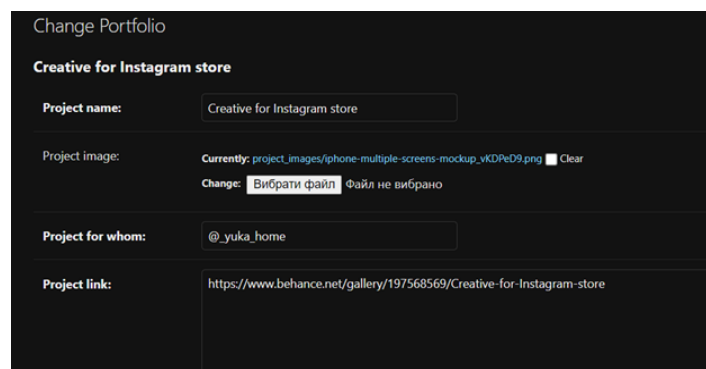 Change Portfolio
Creative for Instagram store
Project name: Creative for Instagram store
Project image: Currently: project_images/iphone-multiple-screens-mockup_vKDPeD9.png Clear
Change: Вибрати файл Файл не вибрано
Project for whom: @_yuka_home
Project link: https://www.behance.net/gallery/197568569/Creative-for-Instagram-store